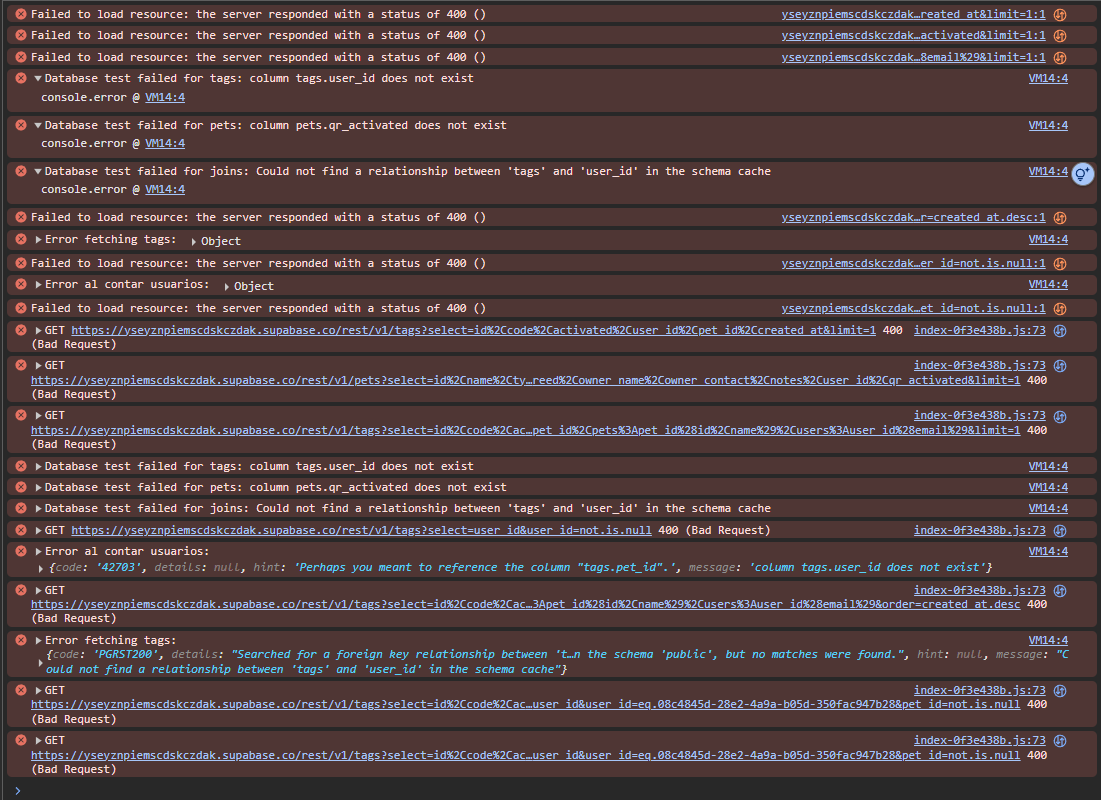 Failed to load resource: the server responded with a status of 400 () yseyznpiemscdskczdak…reated_at&limit=1:1
Failed to load resource: the server responded with a status of 400 () yseyznpiemscdskczdak…activated&limit=1:1
Failed to load resource: the server responded with a status of 400 () yseyznpiemscdskczdak…8email%29&limit=1:1
Database test failed for tags: column tags.user_id does not exist VM14:4
console.error @ VM14:4
Database test failed for pets: column pets.qr_activated does not exist VM14:4
console.error @ VM14:4
Database test failed for joins: Could not find a relationship between 'tags' and 'user_id' in the schema cache VM14:4
console.error @ VM14:4
Failed to load resource: the server responded with a status of 400 () yseyznpiemscdskczdak…r=created_at.desc:1
Error fetching tags: Object VM14:4
Failed to load resource: the server responded with a status of 400 () yseyznpiemscdskczdak…er_id=not.is.null:1
Error al contar usuarios: Object VM14:4
Failed to load resource: the server responded with a status of 400 () yseyznpiemscdskczdak…et_id=not.is.null:1
GET https://yseyznpiemscdskczdak.supabase.co/rest/v1/tags?select=id%2Ccode%2Cactivated%2Cuser_id%2Cpet_id%2Ccreated_at&limit=1 400 index-0f3e438b.js:73
(Bad Request)
GET index-0f3e438b.js:73
https://yseyznpiemscdskczdak.supabase.co/rest/v1/pets?select=id%2Cname%2Cty…reed%2Cowner_name%2Cowner_contact%2Cnotes%2Cuser_id%2Cqr_activated&limit=1 400
(Bad Request)
GET index-0f3e438b.js:73
https://yseyznpiemscdskczdak.supabase.co/rest/v1/tags?select=id%2Ccode%2Cac…pet_id%2Cpets%3Apet_id%28id%2Cname%29%2Cusers%3Auser_id%28email%29&limit=1 400
(Bad Request)
Database test failed for tags: column tags.user_id does not exist VM14:4
Database test failed for pets: column pets.qr_activated does not exist VM14:4
Database test failed for joins: Could not find a relationship between 'tags' and 'user_id' in the schema cache VM14:4
GET https://yseyznpiemscdskczdak.supabase.co/rest/v1/tags?select=user_id&user_id=not.is.null 400 (Bad Request) index-0f3e438b.js:73
Error al contar usuarios: VM14:4
{code: '42703', details: null, hint: 'Perhaps you meant to reference the column "tags.pet_id".', message: 'column tags.user_id does not exist'}
GET index-0f3e438b.js:73
https://yseyznpiemscdskczdak.supabase.co/rest/v1/tags?select=id%2Ccode%2Cac…3Apet_id%28id%2Cname%29%2Cusers%3Auser_id%28email%29&order=created_at.desc 400
(Bad Request)
Error fetching tags: VM14:4
{code: 'PGRST200', details: "Searched for a foreign key relationship between 't…n the schema 'public', but no matches were found.", hint: null, message: "C
ould not find a relationship between 'tags' and 'user_id' in the schema cache"}
GET index-0f3e438b.js:73
https://yseyznpiemscdskczdak.supabase.co/rest/v1/tags?select=id%2Ccode%2Cac…user_id&user_id=eq.08c4845d-28e2-4a9a-b05d-350fac947b28&pet_id=not.is.null 400
(Bad Request)
GET index-0f3e438b.js:73
https://yseyznpiemscdskczdak.supabase.co/rest/v1/tags?select=id%2Ccode%2Cac…user_id&user_id=eq.08c4845d-28e2-4a9a-b05d-350fac947b28&pet_id=not.is.null 400
(Bad Request)